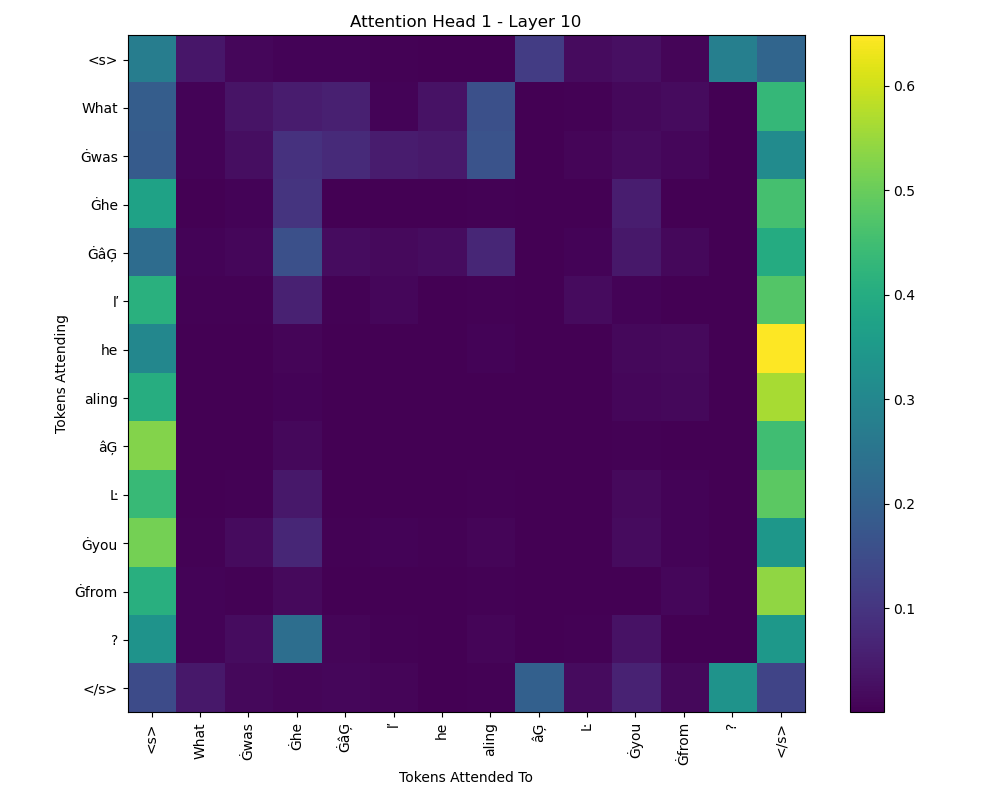 Attention Head 1 - Layer 10
Tokens Attending
<s>
What
Ġwas
Ġhe
ĠâĢ
ľ
he
aling
âĢ
Ŀ
Ġyou
Ġfrom
?
</s>
<s>
What
Ġwas
Ġhe
ĠâĢ
ľ
he
aling
âĢ
Ŀ
Ġyou
Ġfrom
?
</s>
Tokens Attended To
0.6
0.5
0.4
0.3
0.2
0.1